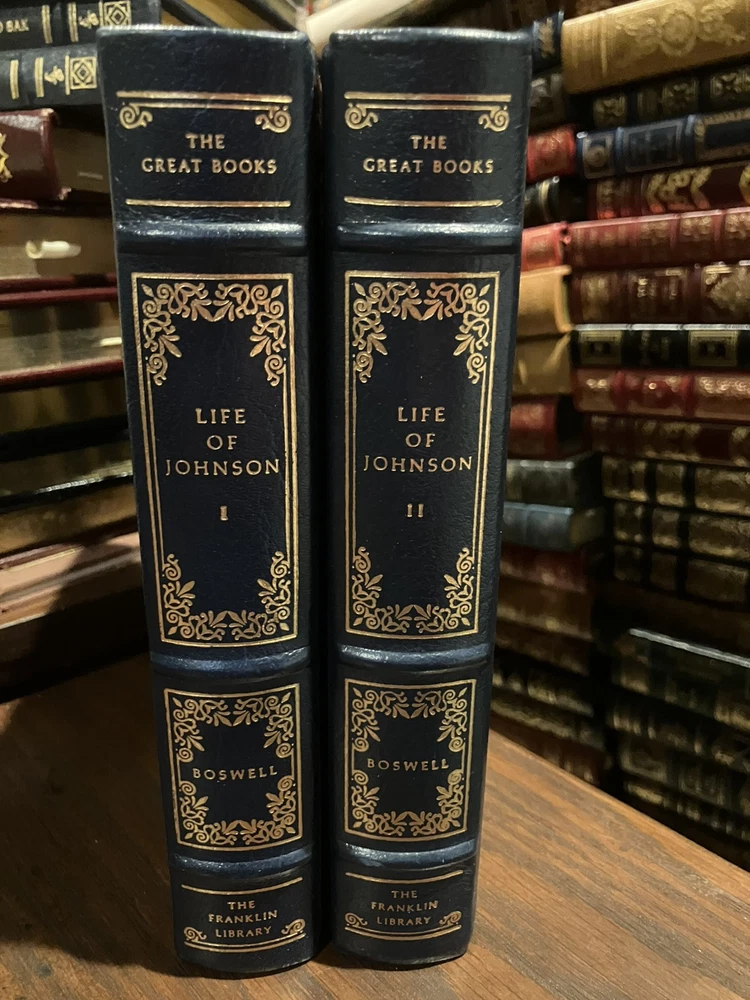 THE
GREAT BOOKS
LIFE
OF
JOHNSON
I
BOSWELL
THE
FRANKLIN
LIBRARY
THE
GREAT BOOKS
LIFE
OF
JOHNSON
II
BOSWELL
THE
FRANKLIN
LIBRARY